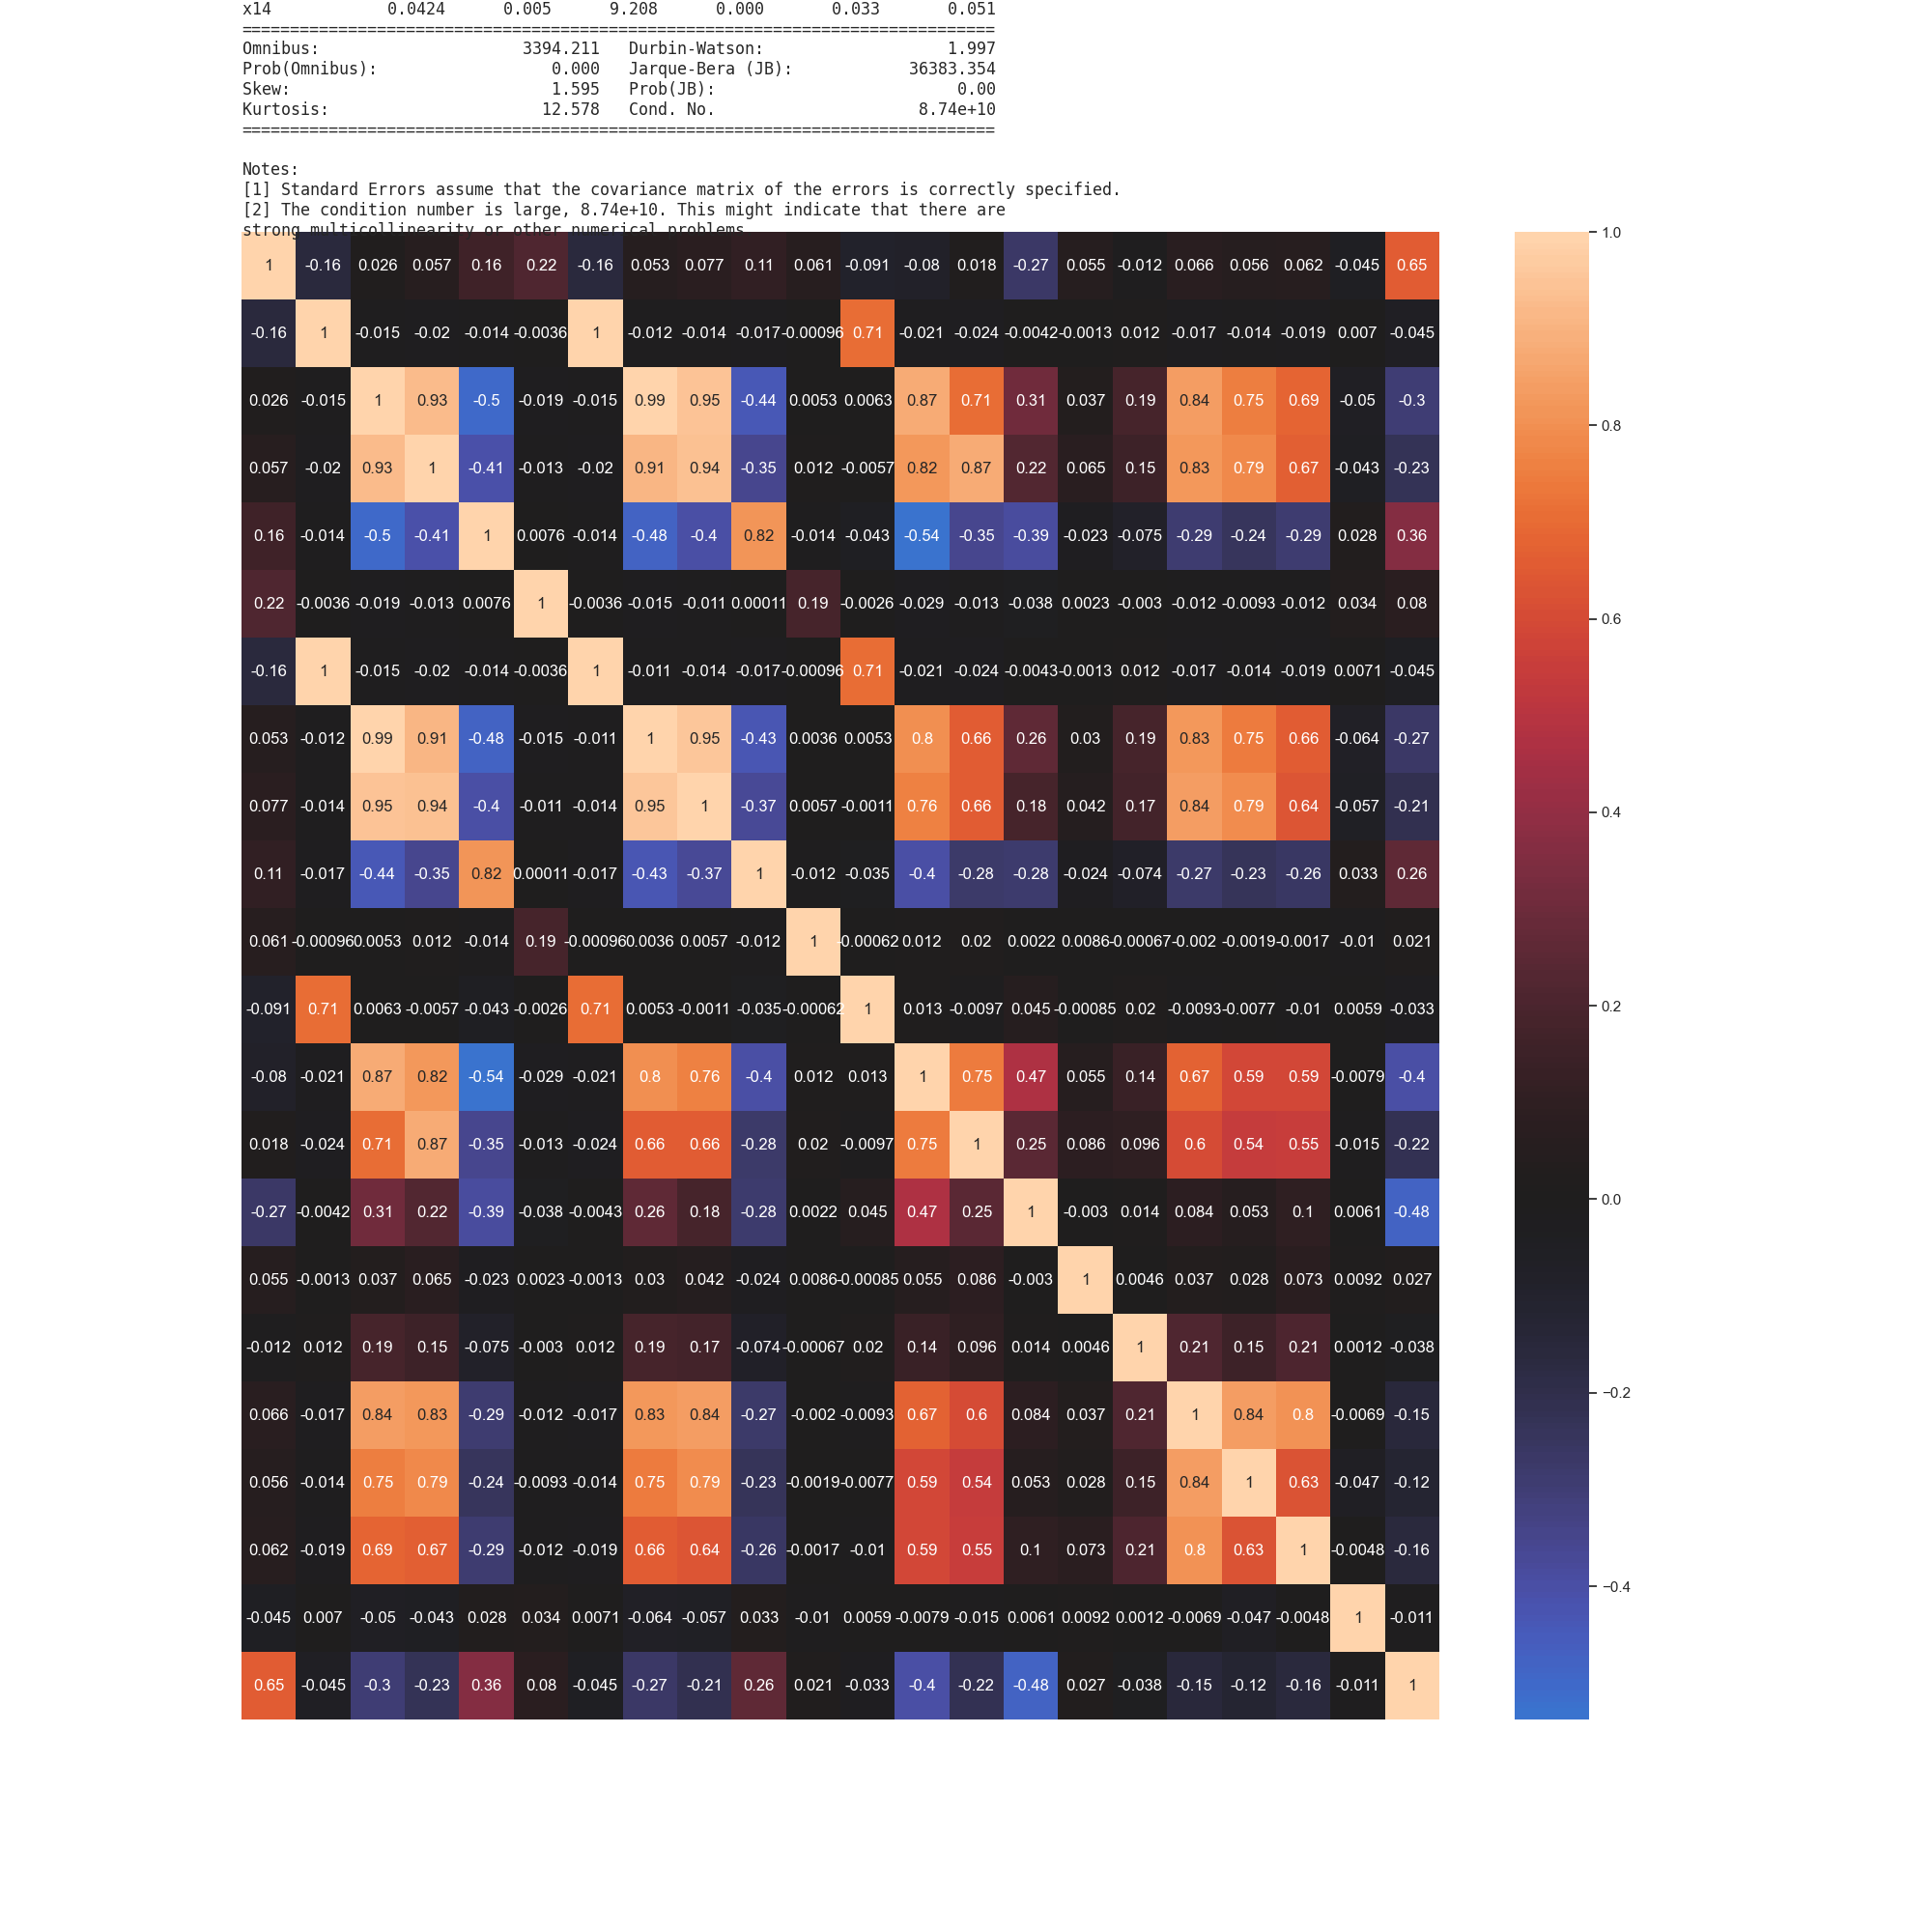 x14 0.0424 0.005 9.208 0.000 0.033 0.051
==============================================================================
Omnibus: 3394.211 Durbin-Watson: 1.997
Prob(Omnibus): 0.000 Jarque-Bera (JB): 36383.354
Skew: 1.595 Prob(JB): 0.00
Kurtosis: 12.578 Cond. No. 8.74e+10
==============================================================================
Notes:
[1] Standard Errors assume that the covariance matrix of the errors is correctly specified.
[2] The condition number is large, 8.74e+10. This might indicate that there are
strong multicollinearity or other numerical problems.
1 -0.16 0.026 0.057 0.16 0.22 -0.16 0.053 0.077 0.11 0.061 -0.091 -0.08 0.018 -0.27 0.055 -0.012 0.066 0.056 0.062 -0.045 0.65
-0.16 1 -0.015 -0.02 -0.014 -0.0036 1 -0.012 -0.014 -0.017 -0.00096 0.71 -0.021 -0.024 -0.0042 -0.0013 0.012 -0.017 -0.014 -0.019 0.007 -0.045
0.026 -0.015 1 0.93 -0.5 -0.019 -0.015 0.99 0.95 -0.44 0.0053 0.0063 0.87 0.71 0.31 0.037 0.19 0.84 0.75 0.69 -0.05 -0.3
0.057 -0.02 0.93 1 -0.41 -0.013 -0.02 0.91 0.94 -0.35 0.012 -0.0057 0.82 0.87 0.22 0.065 0.15 0.83 0.79 0.67 -0.043 -0.23
0.16 -0.014 -0.5 -0.41 1 0.0076 -0.014 -0.48 -0.4 0.82 -0.014 -0.043 -0.54 -0.35 -0.39 -0.023 -0.075 -0.29 -0.24 -0.29 0.028 0.36
0.22 -0.0036 -0.019 -0.013 0.0076 1 -0.0036 -0.015 -0.011 0.00011 0.19 -0.0026 -0.029 -0.013 -0.038 0.0023 -0.003 -0.012 -0.0093 -0.012 0.034 0.08
-0.16 1 -0.015 -0.02 -0.014 -0.0036 1 -0.011 -0.014 -0.017 -0.00096 0.71 -0.021 -0.024 -0.0043 -0.0013 0.012 -0.017 -0.014 -0.019 0.0071 -0.045
0.053 -0.012 0.99 0.91 -0.48 -0.015 -0.011 1 0.95 -0.43 0.0036 0.0053 0.8 0.66 0.26 0.03 0.19 0.83 0.75 0.66 -0.064 -0.27
0.077 -0.014 0.95 0.94 -0.4 -0.011 -0.014 0.95 1 -0.37 0.0057 -0.0011 0.76 0.66 0.18 0.042 0.17 0.84 0.79 0.64 -0.057 -0.21
0.11 -0.017 -0.44 -0.35 0.82 0.00011 -0.017 -0.43 -0.37 1 -0.012 -0.035 -0.4 -0.28 -0.28 -0.024 -0.074 -0.27 -0.23 -0.26 0.033 0.26
0.061 -0.00096 0.0053 0.012 -0.014 0.19 -0.00096 0.0036 0.0057 -0.012 1 -0.00062 0.012 0.02 0.0022 0.0086 -0.00067 -0.002 -0.0019 -0.0017 -0.01 0.021
-0.091 0.71 0.0063 -0.0057 -0.043 -0.0026 0.71 0.0053 -0.0011 -0.035 -0.00062 1 0.013 -0.0097 0.045 -0.00085 0.02 -0.0093 -0.0077 -0.01 0.0059 -0.033
-0.08 -0.021 0.87 0.82 -0.54 -0.029 -0.021 0.8 0.76 -0.4 0.012 0.013 1 0.75 0.47 0.055 0.14 0.67 0.59 0.59 -0.0079 -0.4
0.018 -0.024 0.71 0.87 -0.35 -0.013 -0.024 0.66 0.66 -0.28 0.02 -0.0097 0.75 1 0.25 0.086 0.096 0.6 0.54 0.55 -0.015 -0.22
-0.27 -0.0042 0.31 0.22 -0.39 -0.038 -0.0043 0.26 0.18 -0.28 0.0022 0.045 0.47 0.25 1 -0.003 0.014 0.084 0.053 0.1 0.0061 -0.48
0.055 -0.0013 0.037 0.065 -0.023 0.0023 -0.0013 0.03 0.042 -0.024 0.0086 -0.00085 0.055 0.086 -0.003 1 0.0046 0.037 0.028 0.073 0.0092 0.027
-0.012 0.012 0.19 0.15 -0.075 -0.003 0.012 0.19 0.17 -0.074 -0.00067 0.02 0.14 0.096 0.014 0.0046 1 0.21 0.15 0.21 0.0012 -0.038
0.066 -0.017 0.84 0.83 -0.29 -0.012 -0.017 0.83 0.84 -0.27 -0.002 -0.0093 0.67 0.6 0.084 0.037 0.21 1 0.84 0.8 -0.0069 -0.15
0.056 -0.014 0.75 0.79 -0.24 -0.0093 -0.014 0.75 0.79 -0.23 -0.0019 -0.0077 0.59 0.54 0.053 0.028 0.15 0.84 1 0.63 -0.047 -0.12
0.062 -0.019 0.69 0.67 -0.29 -0.012 -0.019 0.66 0.64 -0.26 -0.0017 -0.01 0.59 0.55 0.1 0.073 0.21 0.8 0.63 1 -0.0048 -0.16
-0.045 0.007 -0.05 -0.043 0.028 0.034 0.0071 -0.064 -0.057 0.033 -0.01 0.0059 -0.0079 -0.015 0.0061 0.0092 0.0012 -0.0069 -0.047 -0.0048 1 -0.011
0.65 -0.045 -0.3 -0.23 0.36 0.08 -0.045 -0.27 -0.21 0.26 0.021 -0.033 -0.4 -0.22 -0.48 0.027 -0.038 -0.15 -0.12 -0.16 -0.011 1
1.0
0.8
0.6
0.4
0.2
0.0
−0.2
−0.4